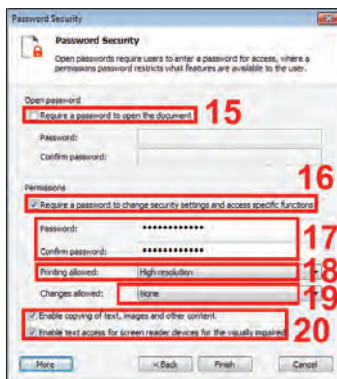 Password Security
Password Security
Open passwords require users to enter a password for access, where a
permissions password restricts what features are available to the user.
Open password
Require a password to open the document
15
Password:
Confirm password:
16
Permissions
Require a password to change security settings and access specific functions
Password: ************
Confirm password: ************
17
Printing allowed: High resolution
18
Changes allowed: None
19
Enable copying of text, images and other content
Enable text access for screen reader devices for the visually impaired
20
More
< Back
Finish
Cancel